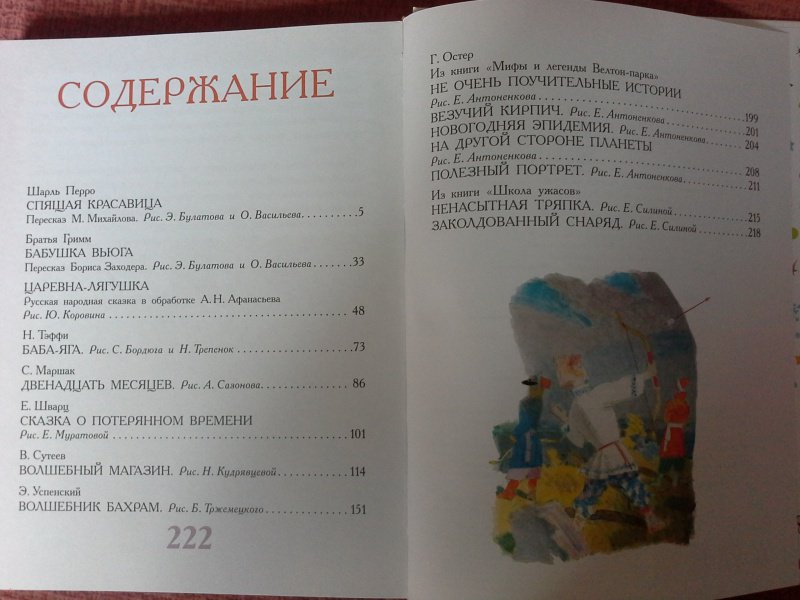 СОДЕРЖАНИЕ
Шарль Перро
СПЯЩАЯ КРАСАВИЦА
Пересказ М. Михайлова. Рис. Э. Булатова и О. Васильева. . . . . . . . . . 5
Братья Гримм
БАБУШКА ВЬЮГА
Пересказ Бориса Заходера. Рис. Э. Булатова и О. Васильева. . . . . . . 33
ЦАРЕВНА-ЛЯГУШКА
Русская народная сказка в обработке А. Н. Афанасьева
Рис. Ю. Коровина . . . . . . . . . . . . . . . . . . . . . . . . . . . . . . . . . 48
Н. Тэффи
БАБА-ЯГА. Рис. С. Бордюга и Н. Трепенок . . . . . . . . . . . . . . . . 73
С. Маршак
ДВЕНАДЦАТЬ МЕСЯЦЕВ. Рис. А. Сазонова. . . . . . . . . . . . . . . 86
Е. Шварц
СКАЗКА О ПОТЕРЯННОМ ВРЕМЕНИ
Рис. Е. Муратовой . . . . . . . . . . . . . . . . . . . . . . . . . . . . . . . . 101
В. Сутеев
ВОЛШЕБНЫЙ МАГАЗИН. Рис. Н. Кудрявцевой . . . . . . . . . . . . 114
Э. Успенский
ВОЛШЕБНИК БАХРАМ. Рис. Б. Тржемецкого. . . . . . . . . . . . . . 151
222
Г. Остер
Из книги «Мифы и легенды Велтон-парка»
НЕ ОЧЕНЬ ПОУЧИТЕЛЬНЫЕ ИСТОРИИ
Рис. Е. Антоненкова . . . . . . . . . . . . . . . . . . . . . . . . . . . . . . 199
ВЕЗУЧИЙ КИРПИЧ. Рис. Е. Антоненкова . . . . . . . . . . . . . . . 201
НОВОГОДНЯЯ ЭПИДЕМИЯ. Рис. Е. Антоненкова . . . . . . . . . 204
НА ДРУГОЙ СТОРОНЕ ПЛАНЕТЫ
Рис. Е. Антоненкова . . . . . . . . . . . . . . . . . . . . . . . . . . . . . . 208
ПОЛЕЗНЫЙ ПОРТРЕТ. Рис. Е. Антоненкова . . . . . . . . . . . . . 211
Из книги «Школа ужасов»
НЕНАСЫТНАЯ ТРЯПКА. Рис. Е. Силиной . . . . . . . . . . . . . . . 215
ЗАКОЛДОВАННЫЙ СНАРЯД. Рис. Е. Силиной . . . . . . . . . . . 218